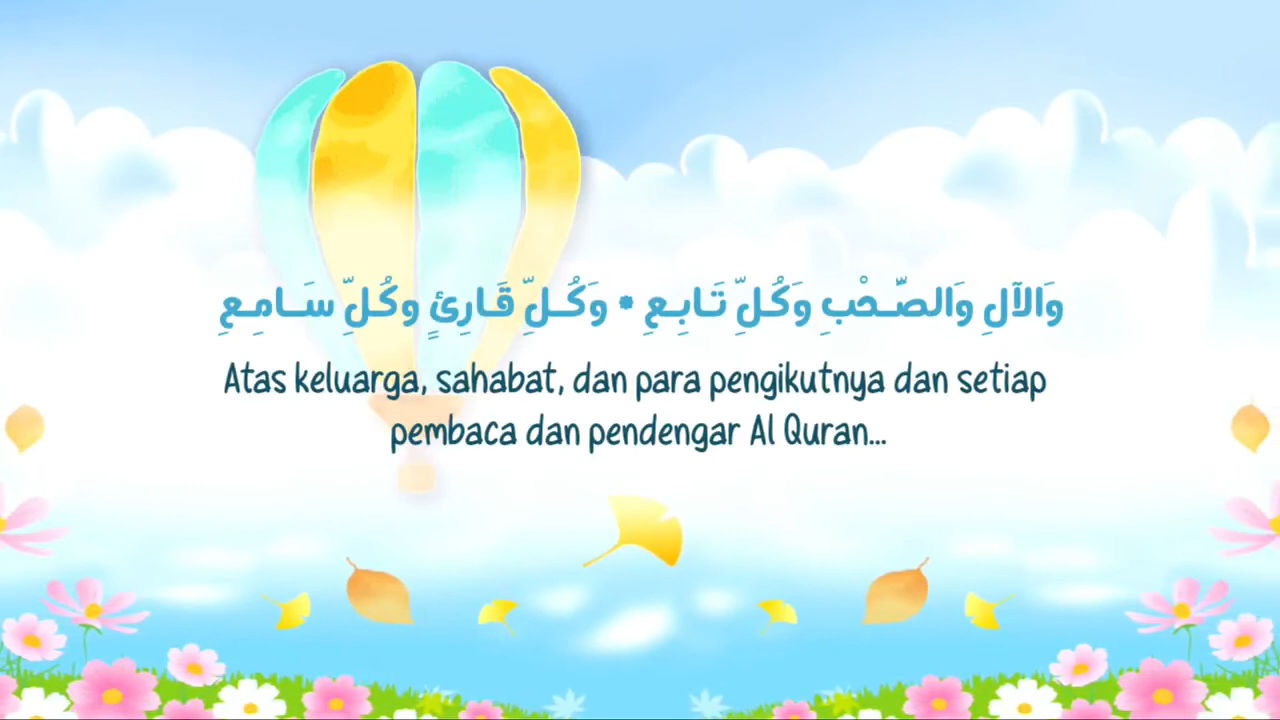 وَالآلِ وَالصَّحْبِ وَكُلِّ تَابِعِ * وَكُلِّ قَارِئٍ وكُلِّ سَامِعِ
Atas keluarga, sahabat, dan para pengikutnya dan setiap
pembaca dan pendengar Al Quran...